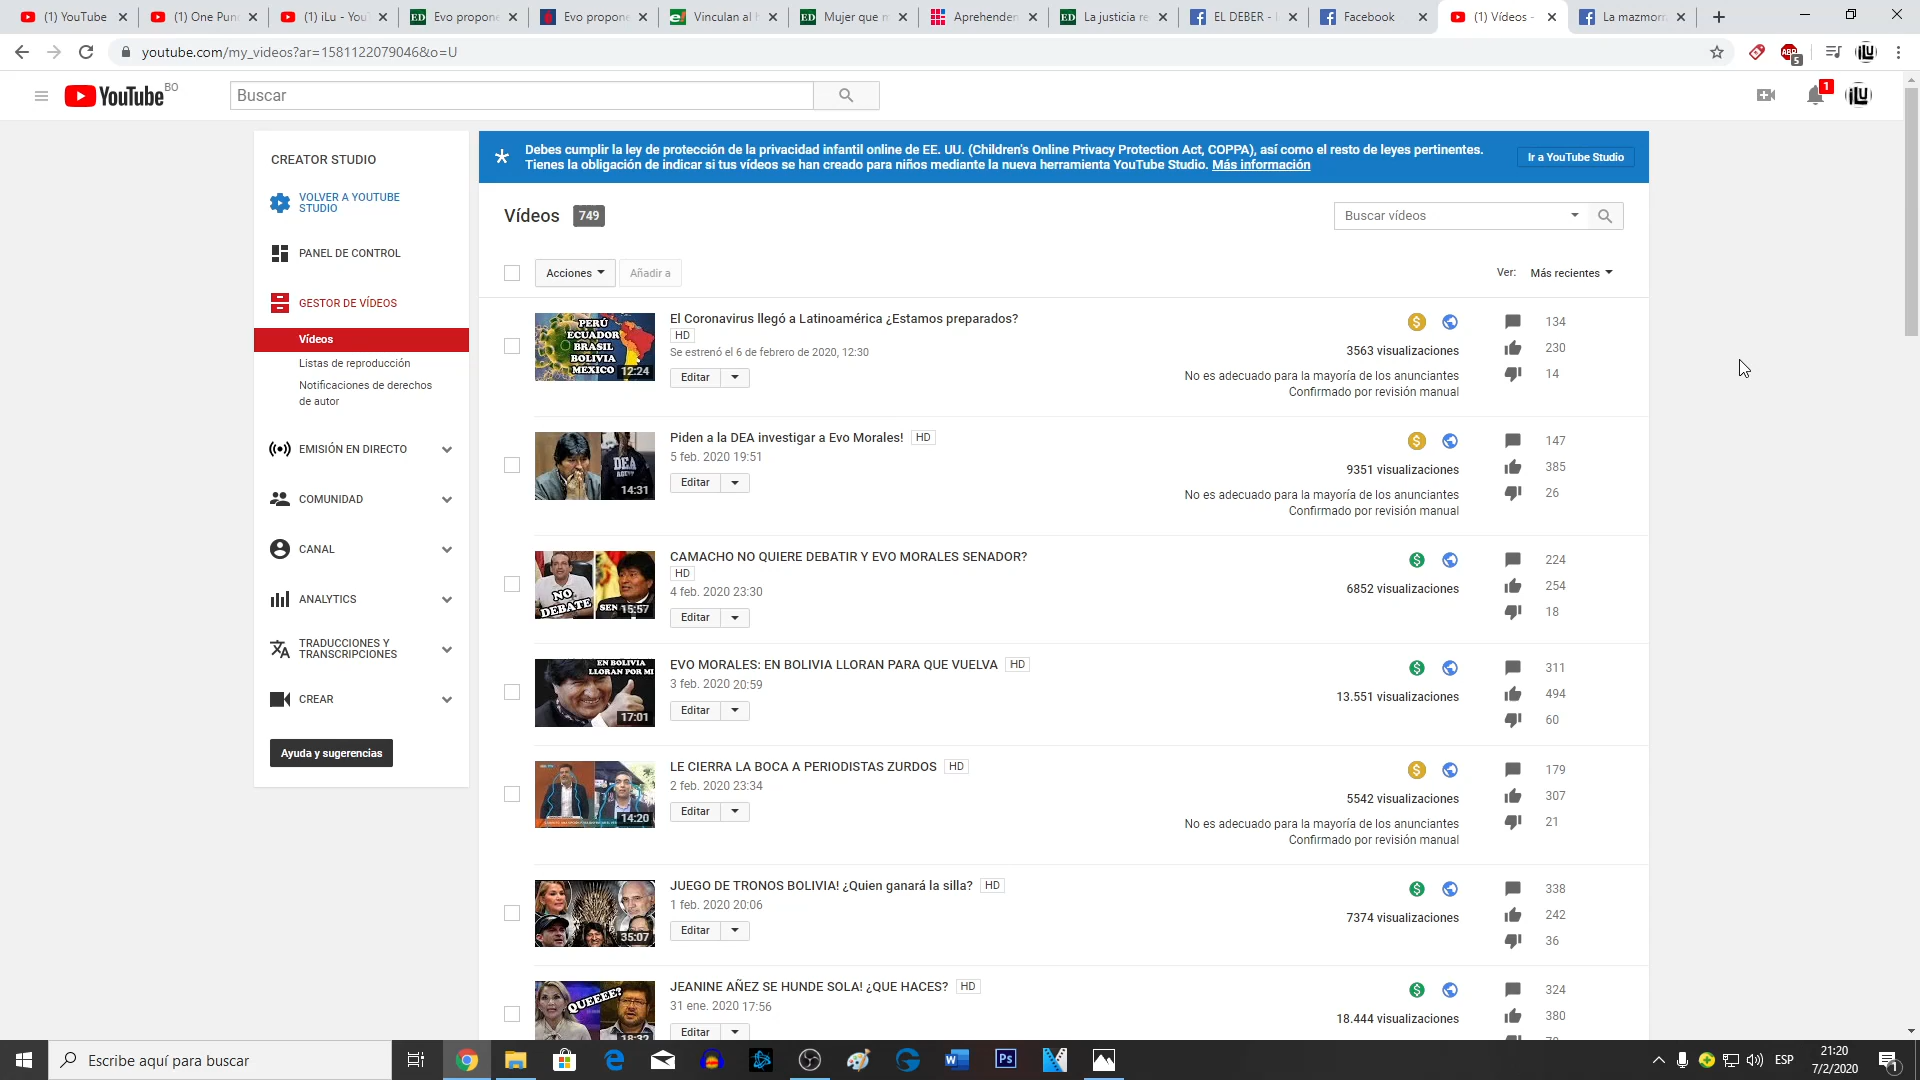 (1) YouTube
(1) One Pun
(1) iLu - You
Evo propone
Evo propone
Vinculan al h
Mujer que m
Aprehenden
La justicia re
EL DEBER -
Facebook
(1) Vídeos -
La mazmorr
youtube.com/my_videos?ar=1581122079046&o=U
YouTube BO
Buscar
1
CREATOR STUDIO
VOLVER A YOUTUBE
STUDIO
PANEL DE CONTROL
GESTOR DE VÍDEOS
Vídeos
Listas de reproducción
Notificaciones de derechos
de autor
EMISIÓN EN DIRECTO
COMUNIDAD
CANAL
ANALYTICS
TRADUCCIONES Y
TRANSCRIPCIONES
CREAR
Ayuda y sugerencias
Debes cumplir la ley de protección de la privacidad infantil online de EE. UU. (Children's Online Privacy Protection Act, COPPA), así como el resto de leyes pertinentes.
Tienes la obligación de indicar si tus vídeos se han creado para niños mediante la nueva herramienta YouTube Studio. Más información
Ir a YouTube Studio
Vídeos 749
Buscar vídeos
Acciones
Añadir a
Ver: Más recientes
PERÚ
ECUADOR
BRASIL
BOLIVIA
MEXICO
12:24
El Coronavirus llegó a Latinoamérica ¿Estamos preparados?
HD
Se estrenó el 6 de febrero de 2020, 12:30
Editar
3563 visualizaciones
No es adecuado para la mayoría de los anunciantes
Confirmado por revisión manual
134
230
14
DEA
14:31
Piden a la DEA investigar a Evo Morales! HD
5 feb. 2020 19:51
Editar
9351 visualizaciones
No es adecuado para la mayoría de los anunciantes
Confirmado por revisión manual
147
385
26
NO
DEBATE
SEN
15:57
CAMACHO NO QUIERE DEBATIR Y EVO MORALES SENADOR?
HD
4 feb. 2020 23:30
Editar
6852 visualizaciones
224
254
18
EN BOLIVIA
LLORAN POR MI
17:01
EVO MORALES: EN BOLIVIA LLORAN PARA QUE VUELVA HD
3 feb. 2020 20:59
Editar
13.551 visualizaciones
311
494
60
14:20
LE CIERRA LA BOCA A PERIODISTAS ZURDOS HD
2 feb. 2020 23:34
Editar
5542 visualizaciones
No es adecuado para la mayoría de los anunciantes
Confirmado por revisión manual
179
307
21
35:07
JUEGO DE TRONOS BOLIVIA! ¿Quien ganará la silla? HD
1 feb. 2020 20:06
Editar
7374 visualizaciones
338
242
36
QUEEEE?
18:32
JEANINE AÑEZ SE HUNDE SOLA! ¿QUE HACES? HD
31 ene. 2020 17:56
Editar
18.444 visualizaciones
324
380
Escribe aquí para buscar
ESP
21:20
7/2/2020
1